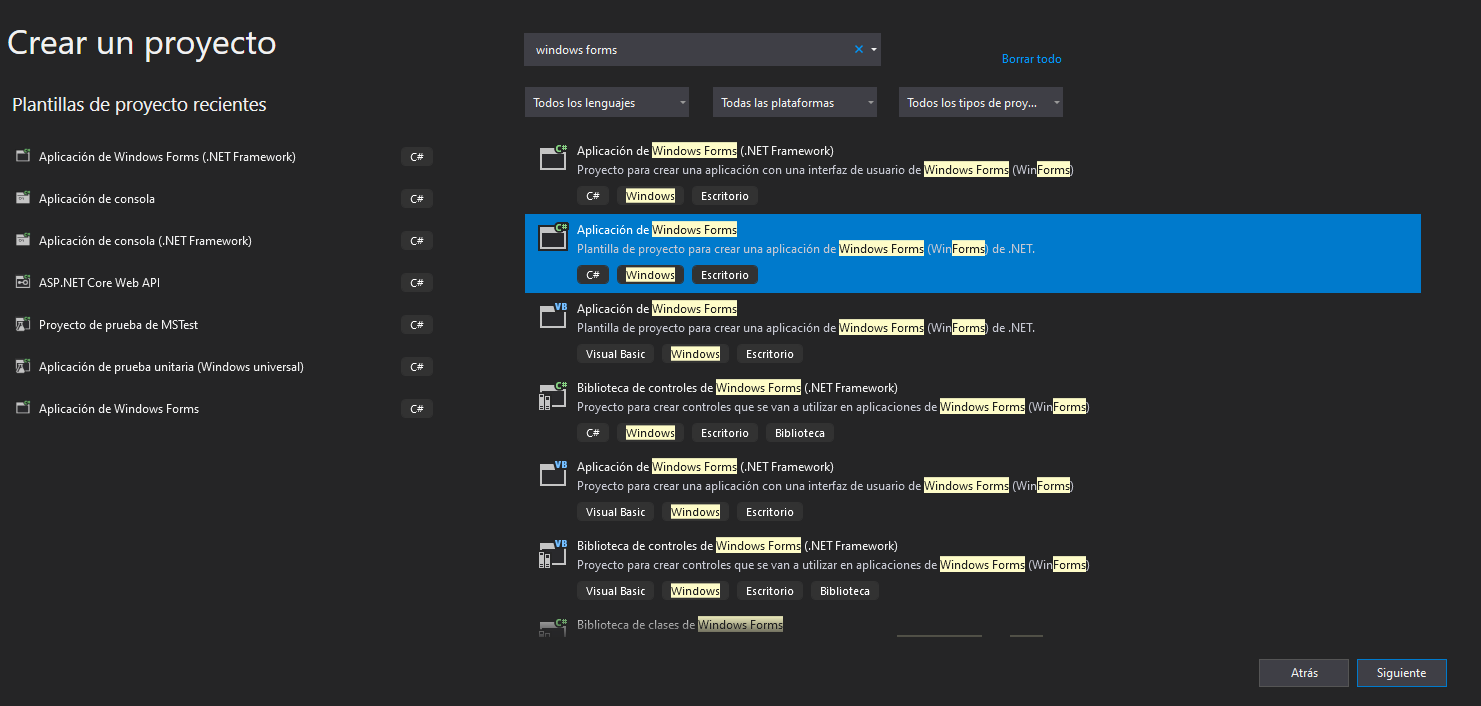 Crear un proyecto
Plantillas de proyecto recientes
Aplicación de Windows Forms (.NET Framework) C#
Aplicación de consola C#
Aplicación de consola (.NET Framework) C#
ASP.NET Core Web API C#
Proyecto de prueba de MSTest C#
Aplicación de prueba unitaria (Windows universal) C#
Aplicación de Windows Forms C#
windows forms
Borrar todo
Todos los lenguajes Todas las plataformas Todos los tipos de proy...
C#
Aplicación de Windows Forms (.NET Framework)
Proyecto para crear una aplicación con una interfaz de usuario de Windows Forms (WinForms)
C# Windows Escritorio
C#
Aplicación de Windows Forms
Plantilla de proyecto para crear una aplicación de Windows Forms (WinForms) de .NET.
C# Windows Escritorio
VB
Aplicación de Windows Forms
Plantilla de proyecto para crear una aplicación de Windows Forms (WinForms) de .NET.
Visual Basic Windows Escritorio
C#
Biblioteca de controles de Windows Forms (.NET Framework)
Proyecto para crear controles que se van a utilizar en aplicaciones de Windows Forms (WinForms)
C# Windows Escritorio Biblioteca
VB
Aplicación de Windows Forms (.NET Framework)
Proyecto para crear una aplicación con una interfaz de usuario de Windows Forms (WinForms)
Visual Basic Windows Escritorio
VB
Biblioteca de controles de Windows Forms (.NET Framework)
Proyecto para crear controles que se van a utilizar en aplicaciones de Windows Forms (WinForms)
Visual Basic Windows Escritorio Biblioteca
C#
Biblioteca de clases de Windows Forms
Atrás Siguiente